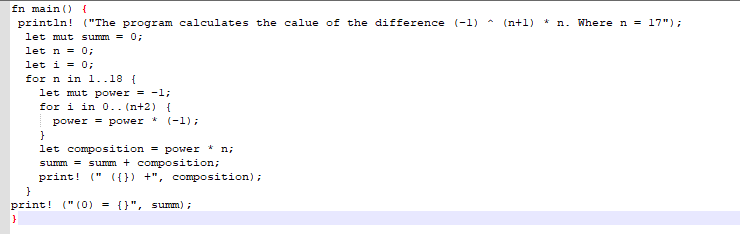 fn main() {
println! ("The program calculates the calue of the difference (-1) ^ (n+1) * n. Where n = 17");
let mut summ = 0;
let n = 0;
let i = 0;
for n in 1..18 {
let mut power = -1;
for i in 0..(n+2) {
power = power * (-1);
}
let composition = power * n;
summ = summ + composition;
print! (" ({}) +", composition);
}
print! ("(0) = {}", summ);
}